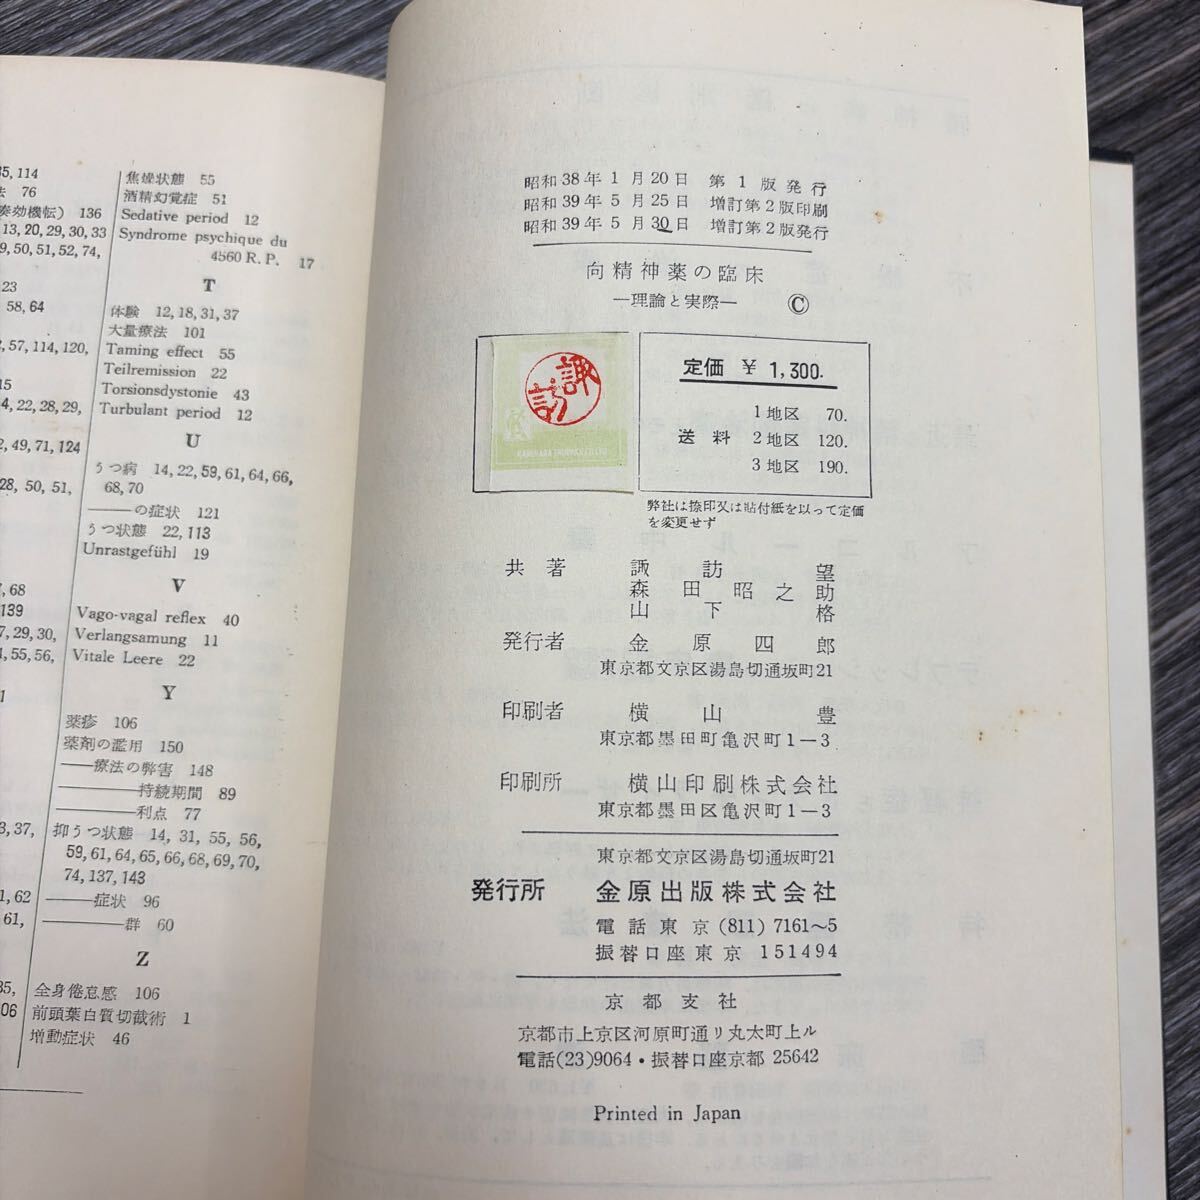 35, 114
法 76
奏効機転) 136
13, 20, 29, 30, 33
9, 50, 51, 52, 74,
23
58, 64
2, 57, 114, 120,
15
4, 22, 28, 29,
2, 49, 71, 124
28, 50, 51,
7, 68
139
7, 29, 30,
4, 55, 56,
1
3, 37,
1, 62
61,
35,
106
焦燥状態 55
酒精幻覚症 51
Sedative period 12
Syndrome psychique du
4560 R. P. 17
T
体験 12, 18, 31, 37
大量療法 101
Taming effect 55
Teilremission 22
Torsionsdystonie 43
Turbulant period 12
U
うつ病 14, 22, 59, 61, 64, 66,
68, 70
——の症状 121
うつ状態 22, 113
Unrastgefühl 19
V
Vago-vagal reflex 40
Verlangsamung 11
Vitale Leere 22
Y
薬疹 106
薬剤の濫用 150
——療法の弊害 148
————持続期間 89
————利点 77
抑うつ状態 14, 31, 55, 56,
59, 61, 64, 65, 66, 68, 69, 70,
74, 137, 143
————症状 96
————群 60
Z
全身倦怠感 106
前頭葉白質切截術 1
増動症状 46
昭和38年1月20日 第1版発行
昭和39年5月25日 増訂第2版印刷
昭和39年5月30日 増訂第2版発行
向精神薬の臨床
—理論と実際— ©
諏訪
KANEHARA SHUPPAN CO LTD
定価 ¥ 1,300.
1地区 70.
送料 2地区 120.
3地区 190.
弊社は捺印又は貼付紙を以って定価
を変更せず
共著 諏訪望
森田昭之助
山下格
発行者 金原四郎
東京都文京区湯島切通坂町21
印刷者 横山豊
東京都墨田町亀沢町1-3
印刷所 横山印刷株式会社
東京都墨田区亀沢町1-3
東京都文京区湯島切通坂町21
発行所 金原出版株式会社
電話東京(811)7161~5
振替口座東京 151494
京都支社
京都市上京区河原町通リ丸太町上ル
電話(23)9064・振替口座京都 25642
Printed in Japan